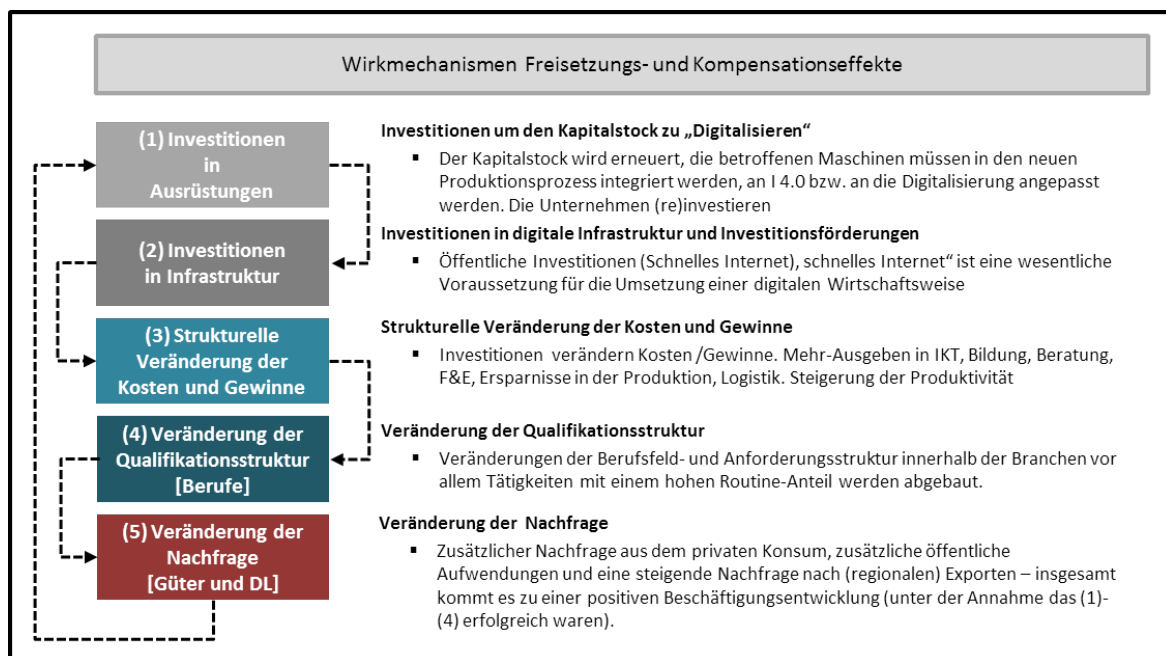 Wirkmechanismen Freisetzungs- und Kompensationseffekte
(1) Investitionen
in
Ausrüstungen
Investitionen um den Kapitalstock zu „Digitalisieren“
▪ Der Kapitalstock wird erneuert, die betroffenen Maschinen müssen in den neuen
Produktionsprozess integriert werden, an I 4.0 bzw. an die Digitalisierung angepasst
werden. Die Unternehmen (re)investieren
(2) Investitionen
in Infrastruktur
Investitionen in digitale Infrastruktur und Investitionsförderungen
▪ Öffentliche Investitionen (Schnelles Internet), schnelles Internet“ ist eine wesentliche
Voraussetzung für die Umsetzung einer digitalen Wirtschaftsweise
(3) Strukturelle
Veränderung der
Kosten und Gewinne
Strukturelle Veränderung der Kosten und Gewinne
▪ Investitionen verändern Kosten /Gewinne. Mehr-Ausgeben in IKT, Bildung, Beratung,
F&E, Ersparnisse in der Produktion, Logistik. Steigerung der Produktivität
(4) Veränderung der
Qualifikationsstruktur
[Berufe]
Veränderung der Qualifikationsstruktur
▪ Veränderungen der Berufsfeld- und Anforderungsstruktur innerhalb der Branchen vor
allem Tätigkeiten mit einem hohen Routine-Anteil werden abgebaut.
(5) Veränderung der
Nachfrage
[Güter und DL]
Veränderung der Nachfrage
▪ Zusätzlicher Nachfrage aus dem privaten Konsum, zusätzliche öffentliche
Aufwendungen und eine steigende Nachfrage nach (regionalen) Exporten – insgesamt
kommt es zu einer positiven Beschäftigungsentwicklung (unter der Annahme das (1)-
(4) erfolgreich waren).